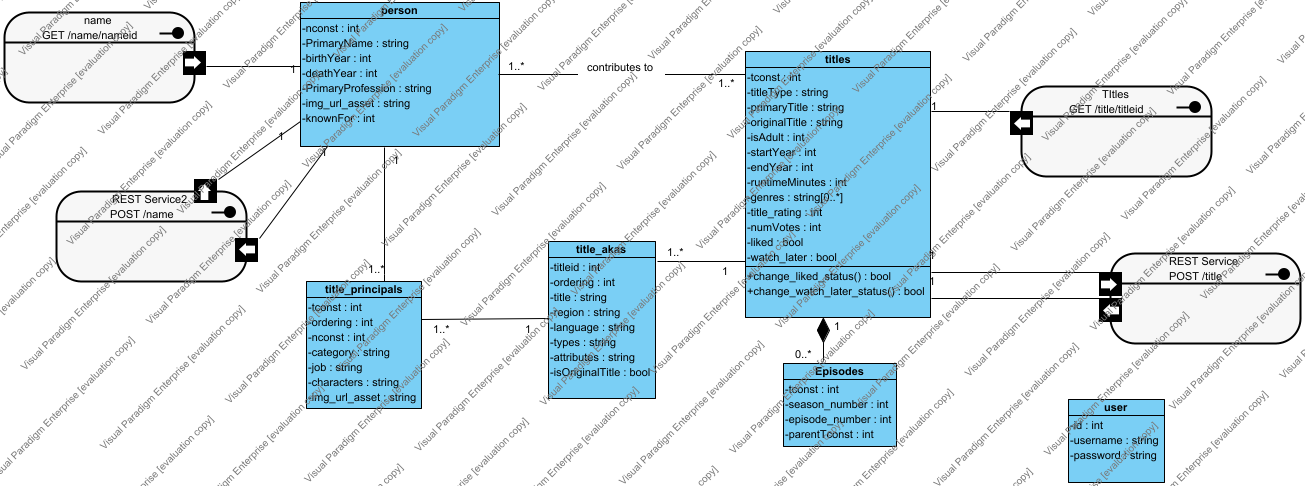 name
GET /name/nameid
person
-nconst : int
-PrimaryName : string
-birthYear : int
-deathYear : int
-PrimaryProfession : string
-img_url_asset : string
-knownFor : int
1
1..*
contributes to
1..*
titles
-tconst : int
-titleType : string
-primaryTitle : string
-originalTitle : string
-isAdult : int
-startYear : int
-endYear : int
-runtimeMinutes : int
-genres : string[0..*]
-title_rating : int
-numVotes : int
-liked : bool
-watch_later : bool
+change_liked_status() : bool
+change_watch_later_status() : bool
1
TItles
GET /title/titleid
1
1
1
REST Service2
POST /name
1..*
title_principals
-tconst : int
-ordering : int
-nconst : int
-category : string
-job : string
-characters : string
-img_url_asset : string
1..*
1
title_akas
-titleid : int
-ordering : int
-title : string
-region : string
-language : string
-types : string
-attributes : string
-isOriginalTitle : bool
1..*
1
1
REST Service
POST /title
1
0..*
Episodes
-tconst : int
-season_number : int
-episode_number : int
-parentTconst : int
user
-id : int
-username : string
-password : string
Visual Paradigm Enterprise [evaluation copy]